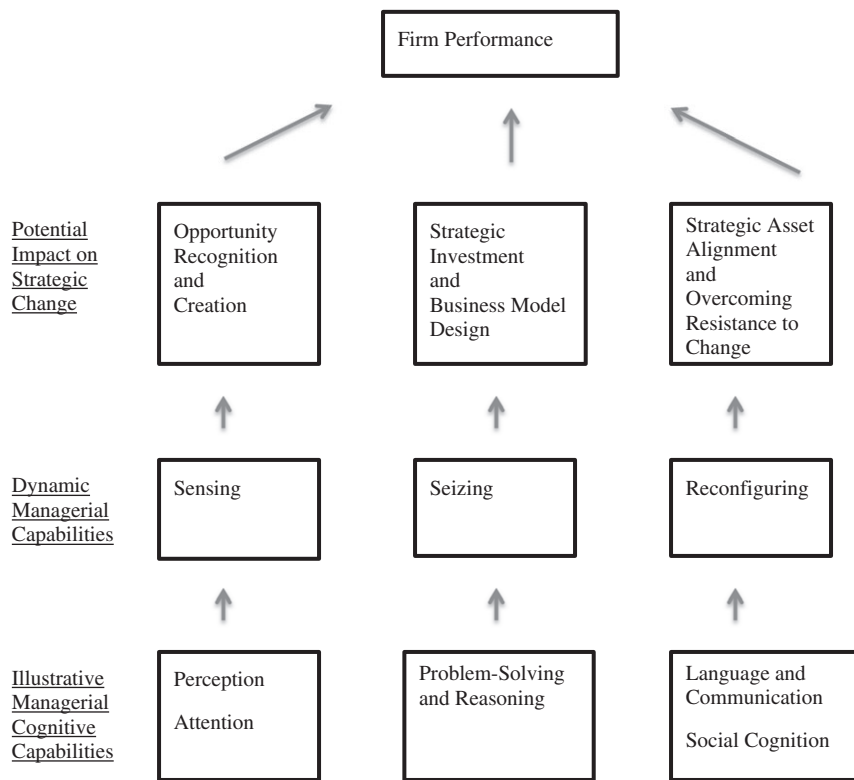 Firm Performance
Potential
Impact on
Strategic
Change
Opportunity
Recognition
and
Creation
Strategic
Investment
and
Business Model
Design
Strategic Asset
Alignment
and
Overcoming
Resistance to
Change
Dynamic
Managerial
Capabilities
Sensing
Seizing
Reconfiguring
Illustrative
Managerial
Cognitive
Capabilities
Perception
Attention
Problem-Solving
and Reasoning
Language and
Communication
Social Cognition